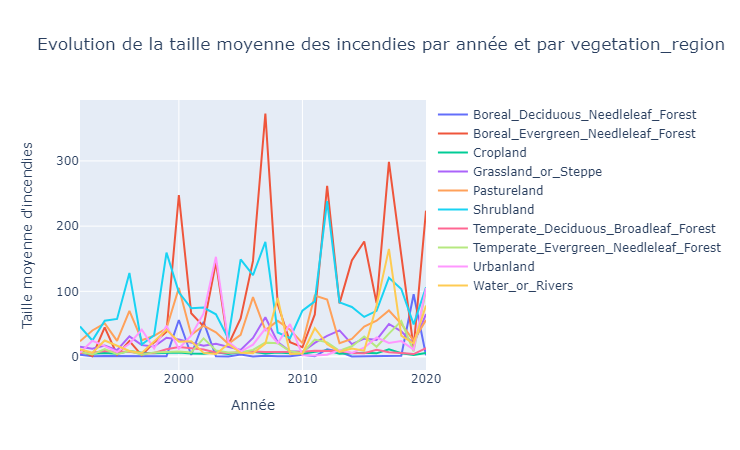 Evolution de la taille moyenne des incendies par année et par vegetation_region
Taille moyenne d'incendies
300
200
100
0
2000
2010
2020
Année
Boreal_Deciduous_Needleleaf_Forest
Boreal_Evergreen_Needleleaf_Forest
Cropland
Grassland_or_Steppe
Pastureland
Shrubland
Temperate_Deciduous_Broadleaf_Forest
Temperate_Evergreen_Needleleaf_Forest
Urbanland
Water_or_Rivers